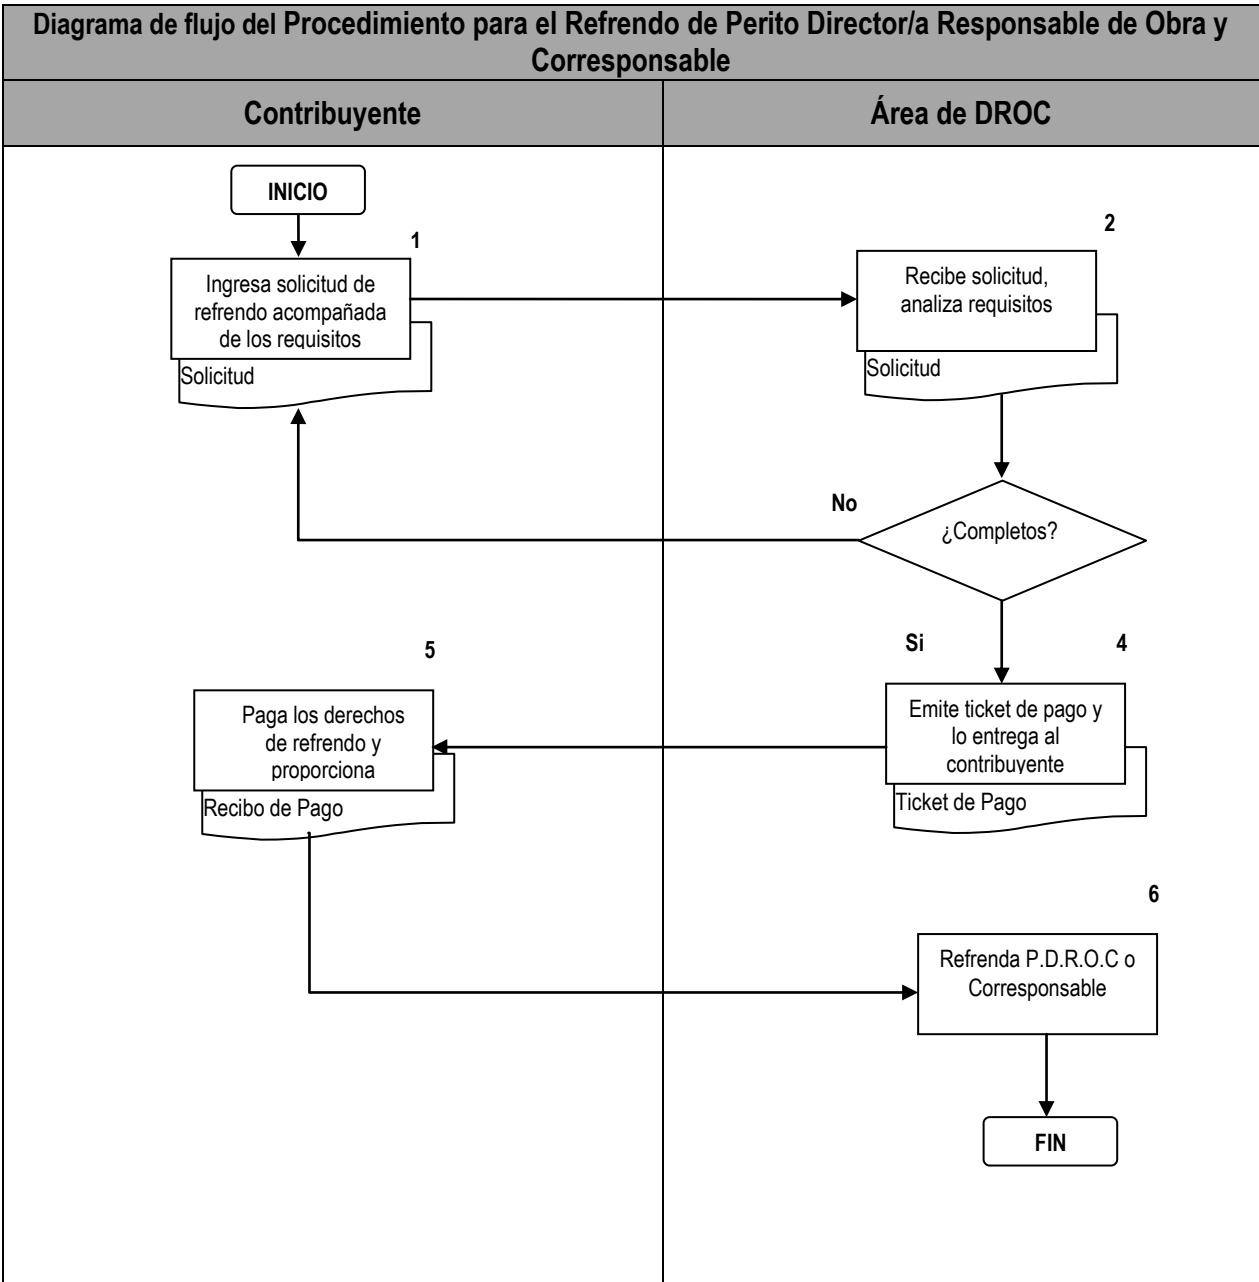 Diagrama de flujo del Procedimiento para el Refrendo de Perito Director/a Responsable de Obra y
Corresponsable
Contribuyente
Área de DROC
INICIO
1
Ingresa solicitud de
refrendo acompañada
de los requisitos
Solicitud
2
Recibe solicitud,
analiza requisitos
Solicitud
No
¿Completos?
Si
4
Emite ticket de pago y
lo entrega al
contribuyente
Ticket de Pago
5
Paga los derechos
de refrendo y
proporciona
Recibo de Pago
6
Refrenda P.D.R.O.C o
Corresponsable
FIN